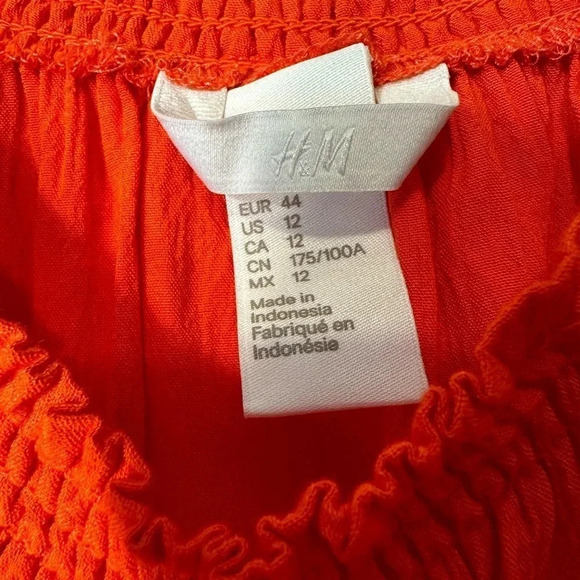 H&M
EUR 44
US 12
CA 12
CN 175/100A
MX 12
Made in
Indonesia
Fabriqué en
Indonésie